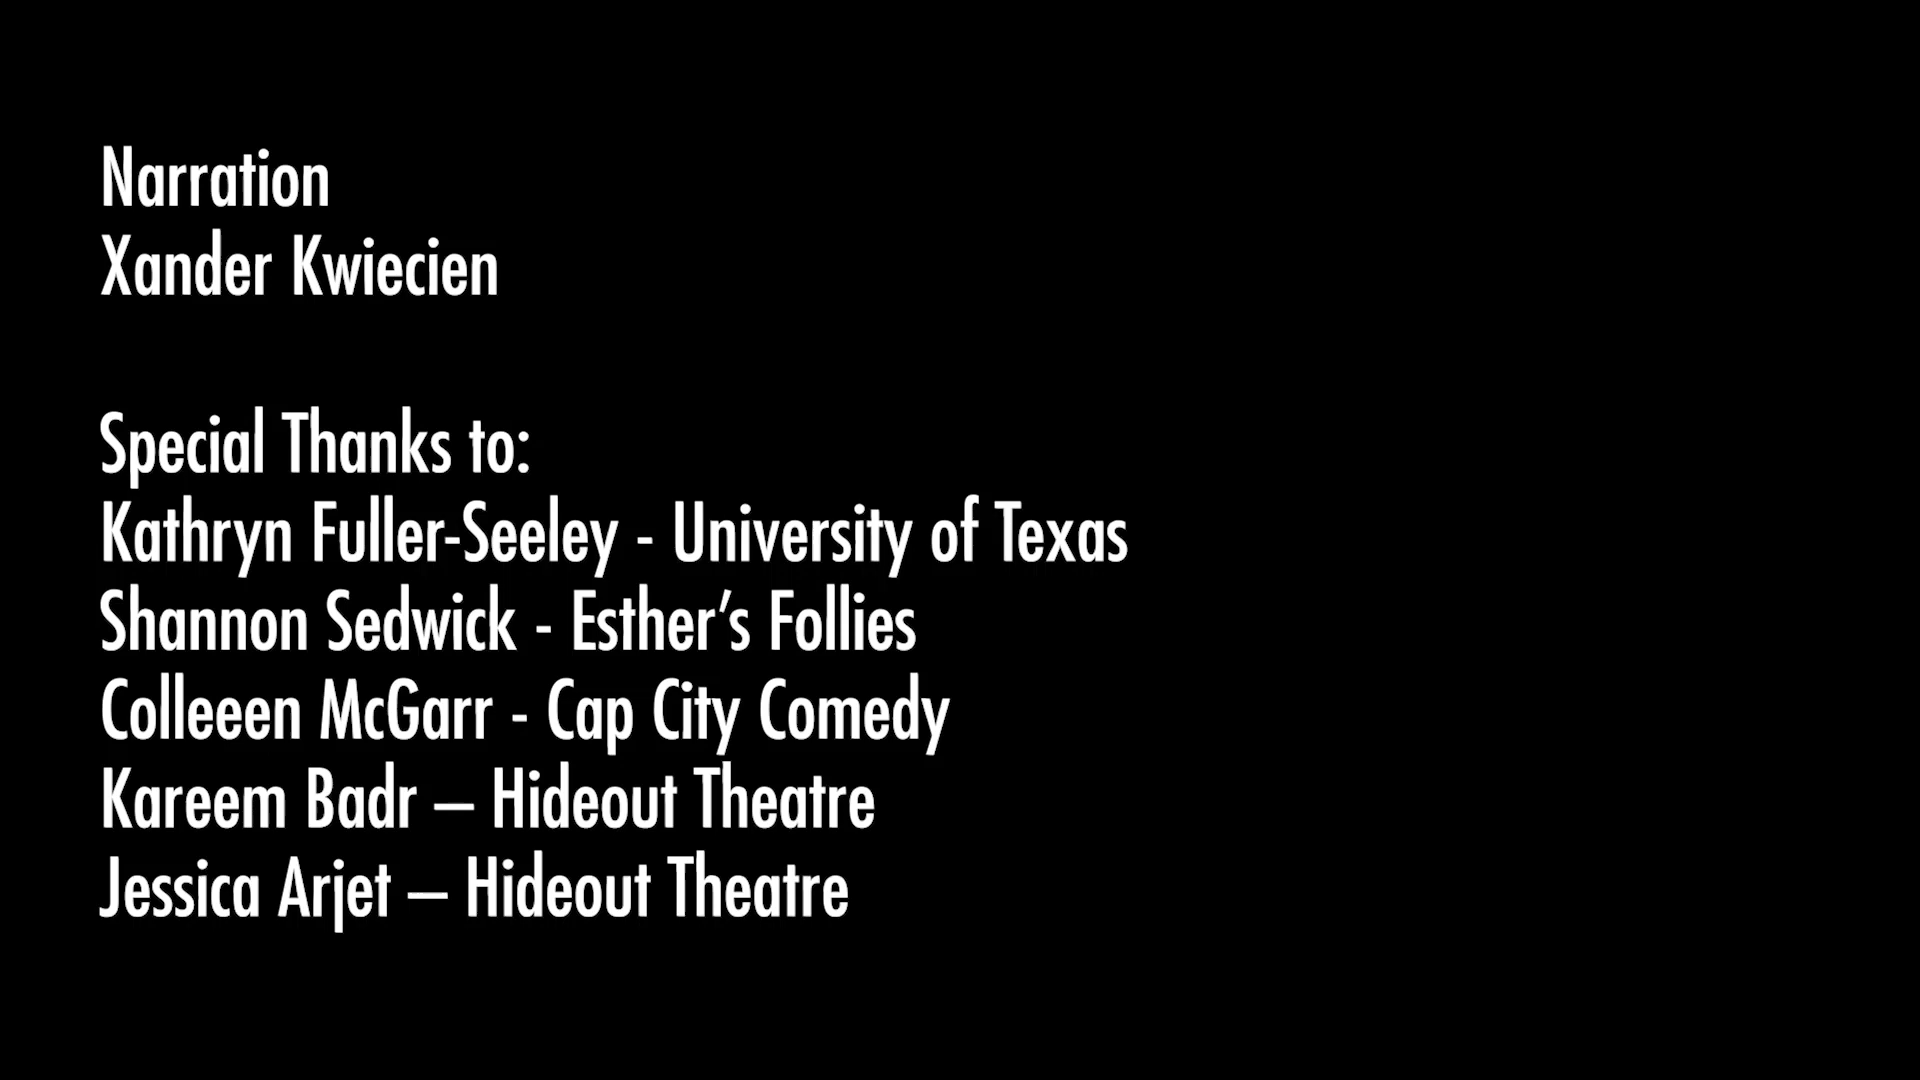 Narration
Xander Kwiecien
Special Thanks to:
Kathryn Fuller-Seeley - University of Texas
Shannon Sedwick - Esther’s Follies
Colleeen McGarr - Cap City Comedy
Kareem Badr – Hideout Theatre
Jessica Arjet – Hideout Theatre